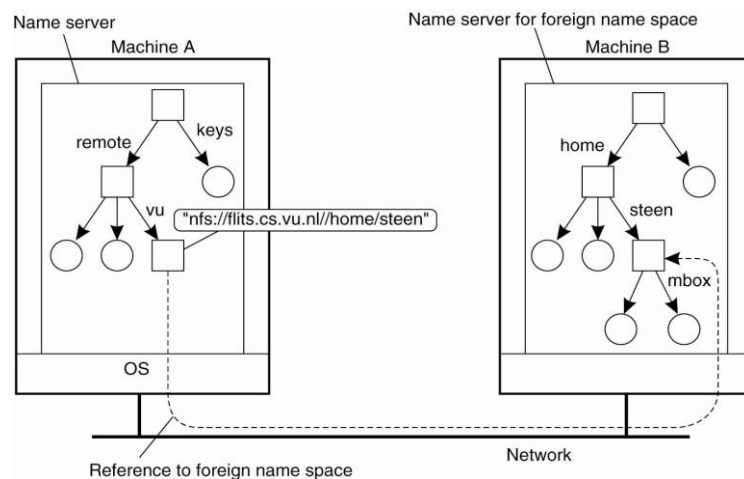 Name server
Name server for foreign name space
Machine A
Machine B
keys
remote
home
vu
steen
"nfs://flits.cs.vu.nl//home/steen"
mbox
OS
Network
Reference to foreign name space